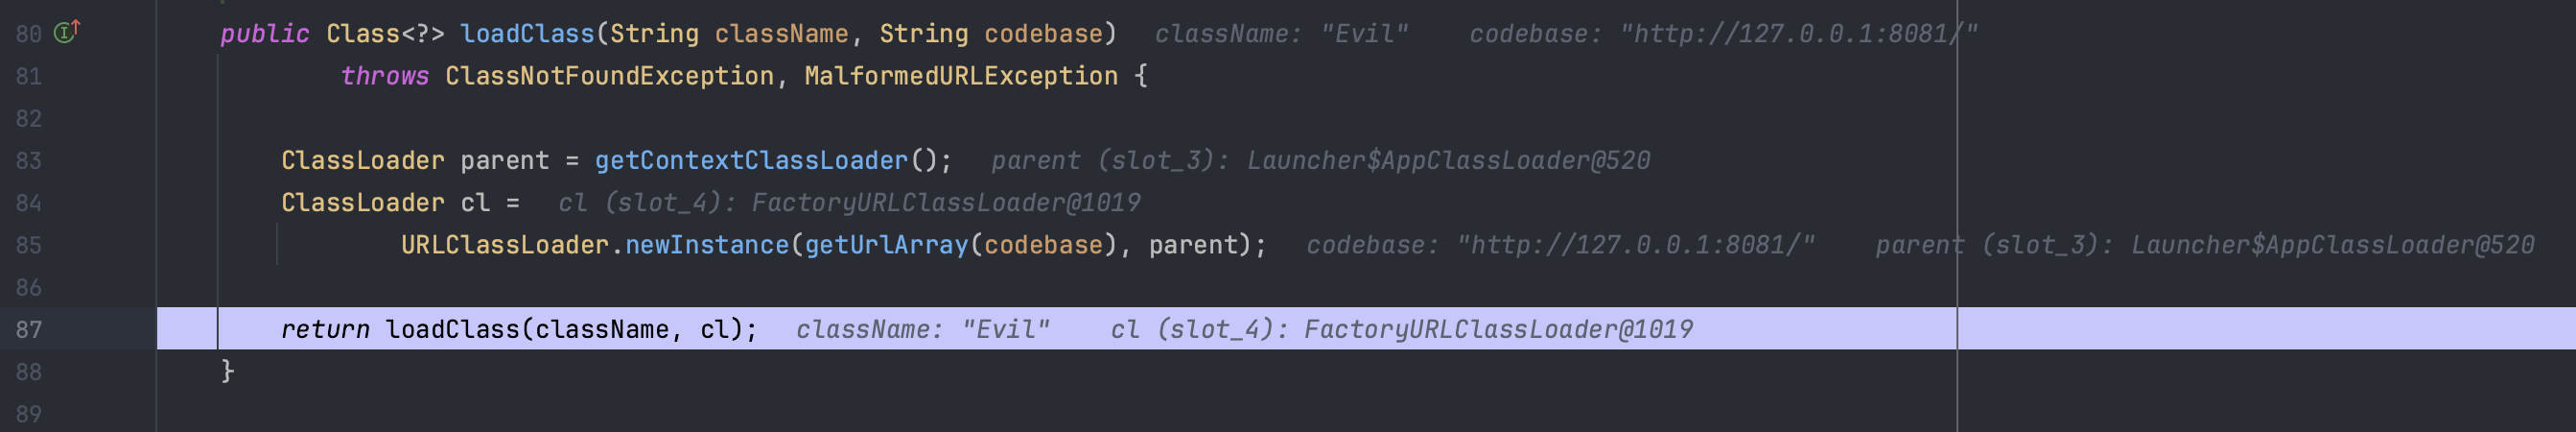 80 public Class<?> loadClass(String className, String codebase) className: "Evil" codebase: "http://127.0.0.1:8081/"
81 throws ClassNotFoundException, MalformedURLException {
82
83 ClassLoader parent = getContextClassLoader(); parent (slot_3): Launcher$AppClassLoader@520
84 ClassLoader cl = cl (slot_4): FactoryURLClassLoader@1019
85 URLClassLoader.newInstance(getUrlArray(codebase), parent); codebase: "http://127.0.0.1:8081/" parent (slot_3): Launcher$AppClassLoader@520
86
87 return loadClass(className, cl); className: "Evil" cl (slot_4): FactoryURLClassLoader@1019
88 }
89